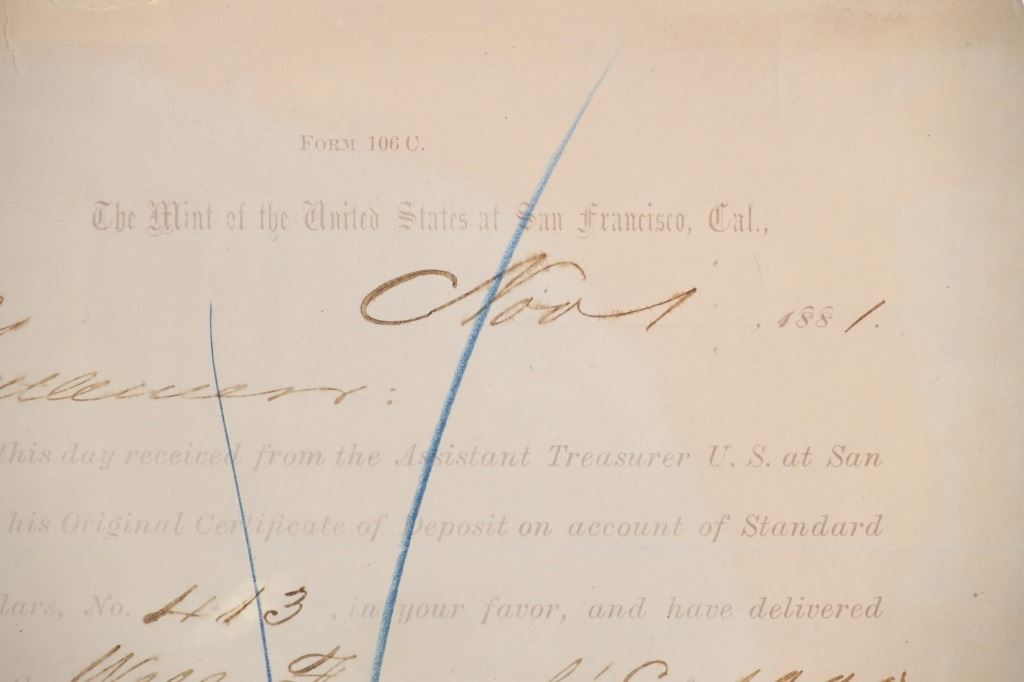 FORM 106 C.
The Mint of the United States at San Francisco, Cal.,
Nov 1, 1881.
ttlemen:
this day received from the Assistant Treasurer U. S. at San
his Original Certificate of Deposit on account of Standard
lars, No. 413, in your favor, and have delivered
Wells F